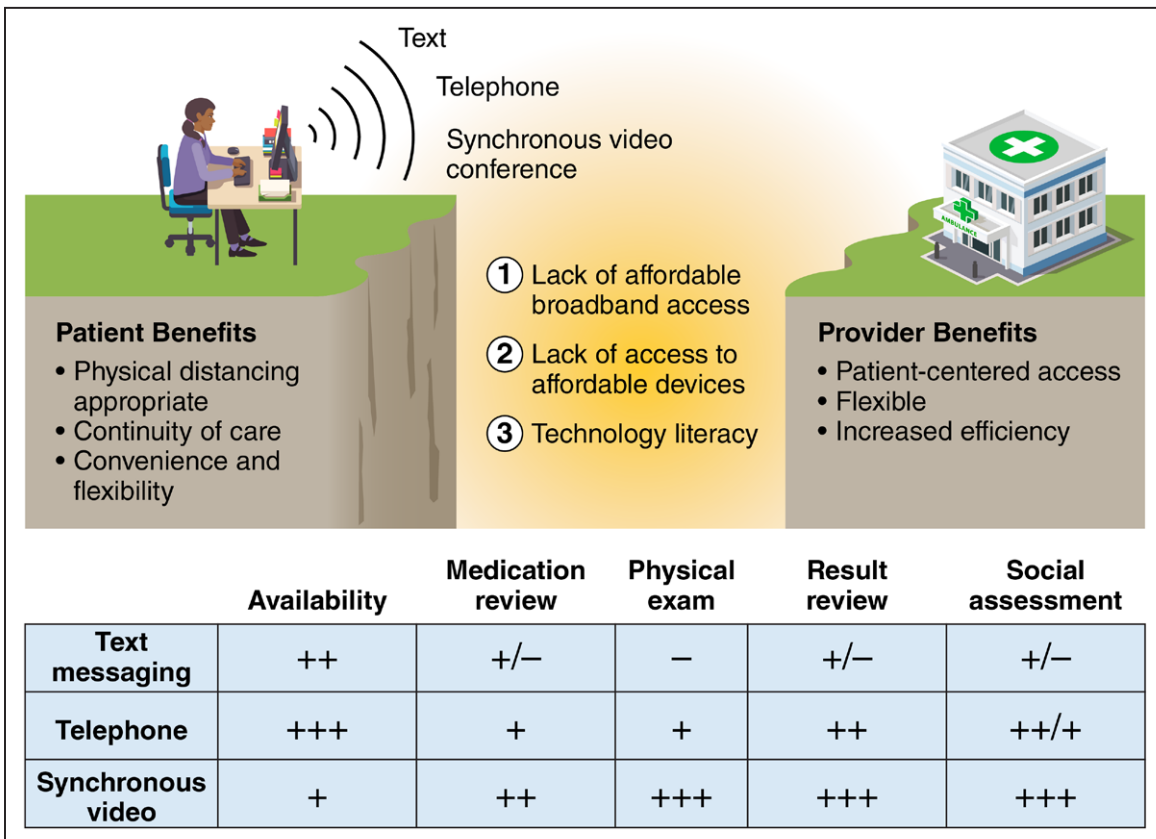 Text
Telephone
Synchronous video
conference
AMBULANCE
1 Lack of affordable
broadband access
2 Lack of access to
affordable devices
3 Technology literacy
Patient Benefits
• Physical distancing
appropriate
• Continuity of care
• Convenience and
flexibility
Provider Benefits
• Patient-centered access
• Flexible
• Increased efficiency
Availability Medication review Physical exam Result review Social assessment
Text messaging ++ +/− − +/− +/−
Telephone +++ + + ++ ++/+
Synchronous video + ++ +++ +++ +++